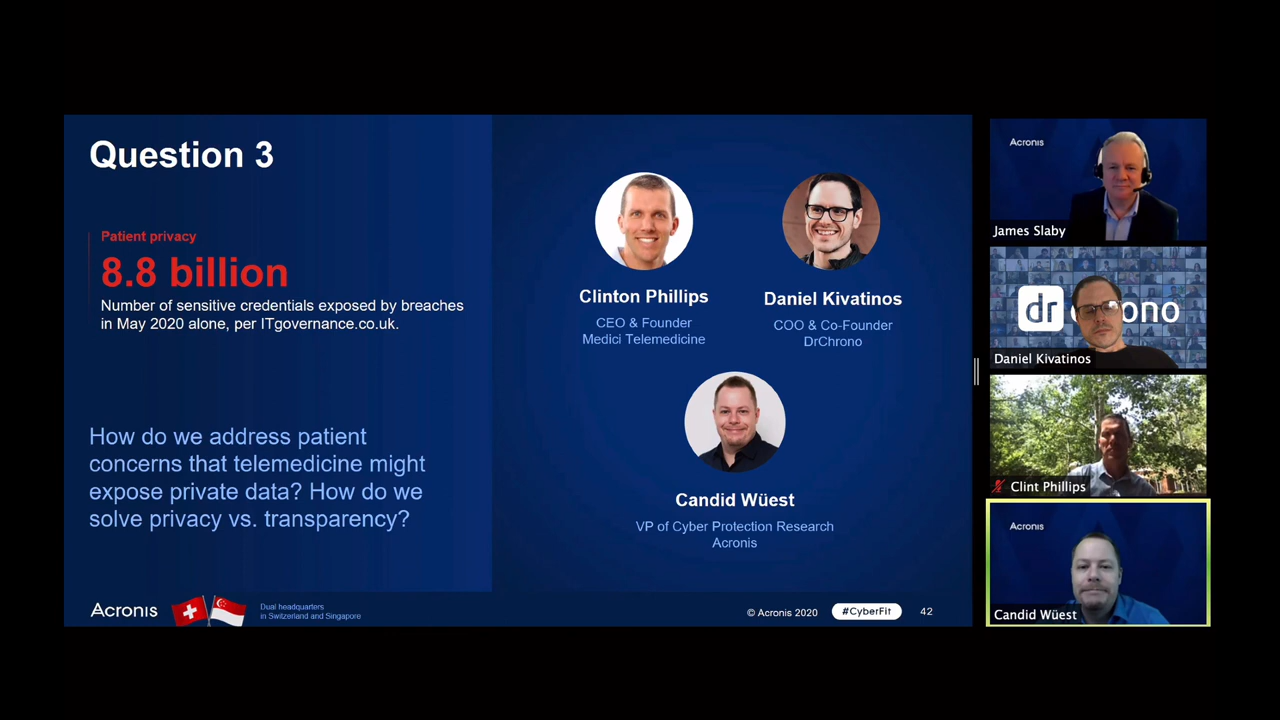 Question 3
Patient privacy
8.8 billion
Number of sensitive credentials exposed by breaches
in May 2020 alone, per ITgovernance.co.uk.
How do we address patient
concerns that telemedicine might
expose private data? How do we
solve privacy vs. transparency?
Clinton Phillips
CEO & Founder
Medici Telemedicine
Daniel Kivatinos
COO & Co-Founder
DrChrono
Candid Wüest
VP of Cyber Protection Research
Acronis
Acronis
Dual headquarters
in Switzerland and Singapore
© Acronis 2020
#CyberFit
42
Acronis
James Slaby
dr
ono
Daniel Kivatinos
Clint Phillips
Acronis
Candid Wüest